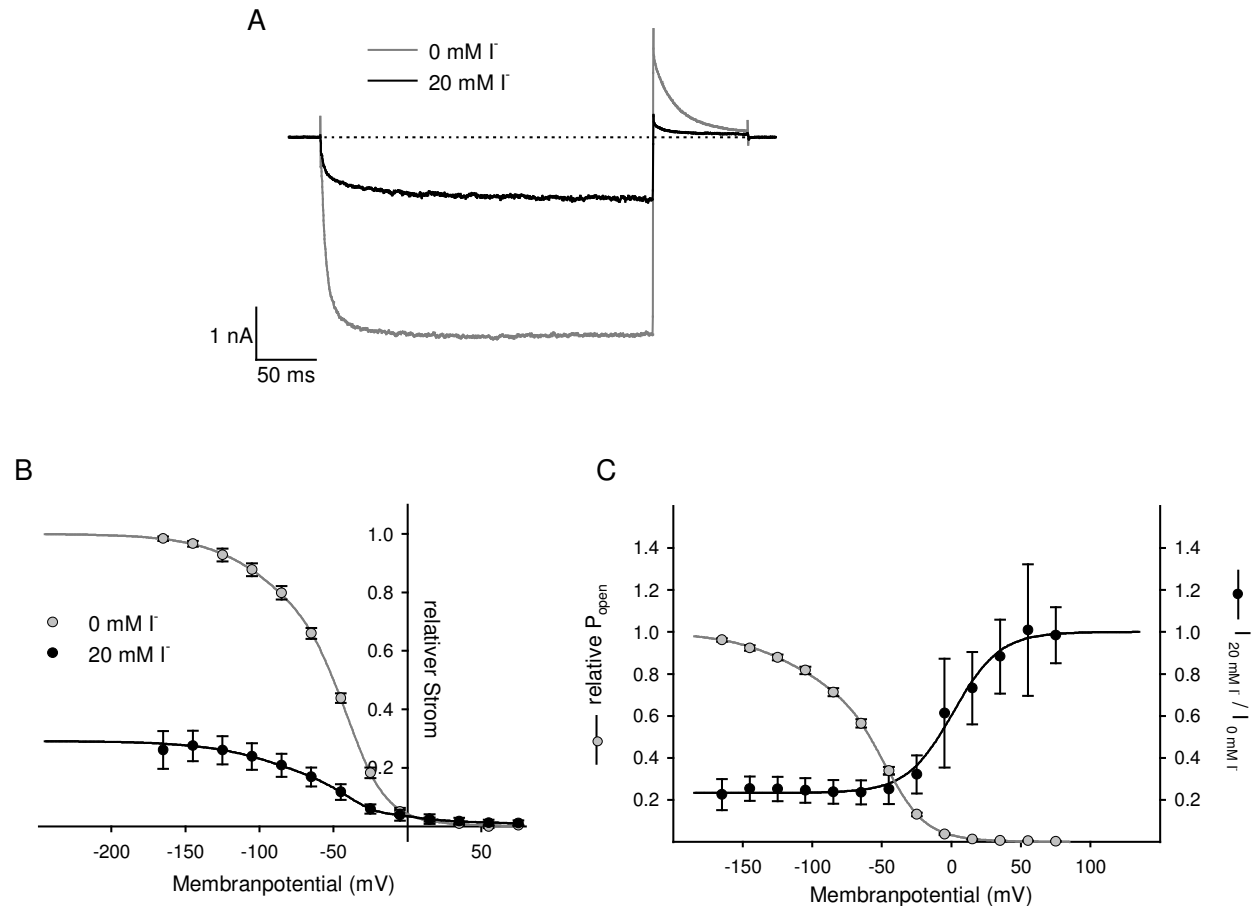 A
0 mM I-
20 mM I-
1 nA
50 ms
B
1.0
0.8
0.6
0.4
0.2
relativer Strom
0 mM I-
20 mM I-
-200 -150 -100 -50 50
Membranpotential (mV)
C
1.4 1.4
1.2 1.2
1.0 1.0
0.8 0.8
0.6 0.6
0.4 0.4
0.2 0.2
relative Popen
I20 mM I- / I0 mM I-
-150 -100 -50 0 50 100
Membranpotential (mV)